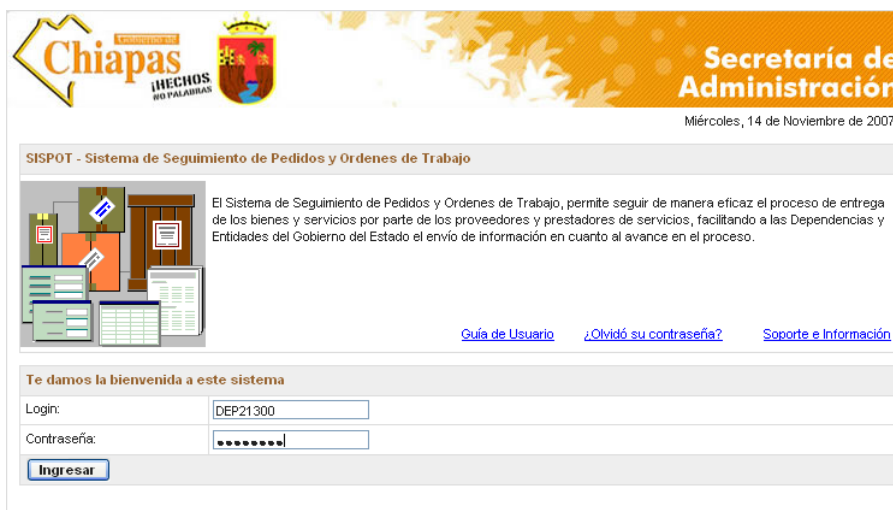 Gobierno de
Chiapas
¡HECHOS
NO PALABRAS
Secretaría de
Administración
Miércoles, 14 de Noviembre de 2007
SISPOT - Sistema de Seguimiento de Pedidos y Ordenes de Trabajo
El Sistema de Seguimiento de Pedidos y Ordenes de Trabajo, permite seguir de manera eficaz el proceso de entrega
de los bienes y servicios por parte de los proveedores y prestadores de servicios, facilitando a las Dependencias y
Entidades del Gobierno del Estado el envío de información en cuanto al avance en el proceso.
Guía de Usuario ¿Olvidó su contraseña? Soporte e Información
Te damos la bienvenida a este sistema
Login: DEP21300
Contraseña: ••••••••
Ingresar